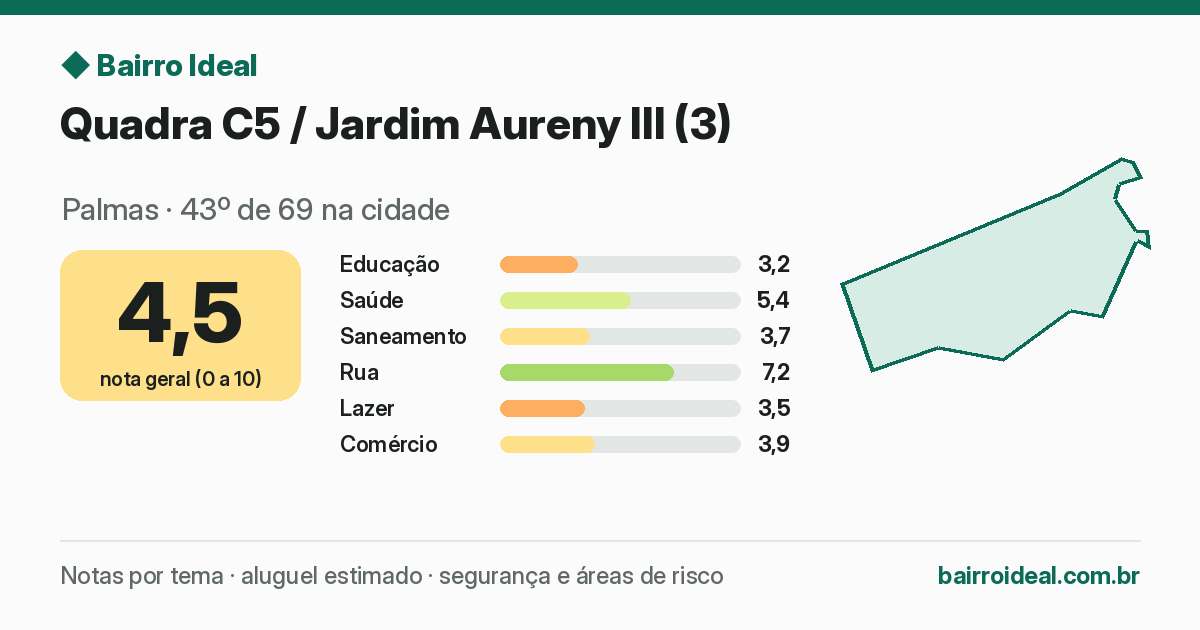 Bairro Ideal
Quadra C5 / Jardim Aureny III (3)
Palmas · 43º de 69 na cidade
4,5
nota geral (0 a 10)
Educação 3,2
Saúde 5,4
Saneamento 3,7
Rua 7,2
Lazer 3,5
Comércio 3,9
Notas por tema · aluguel estimado · segurança e áreas de risco
bairroideal.com.br